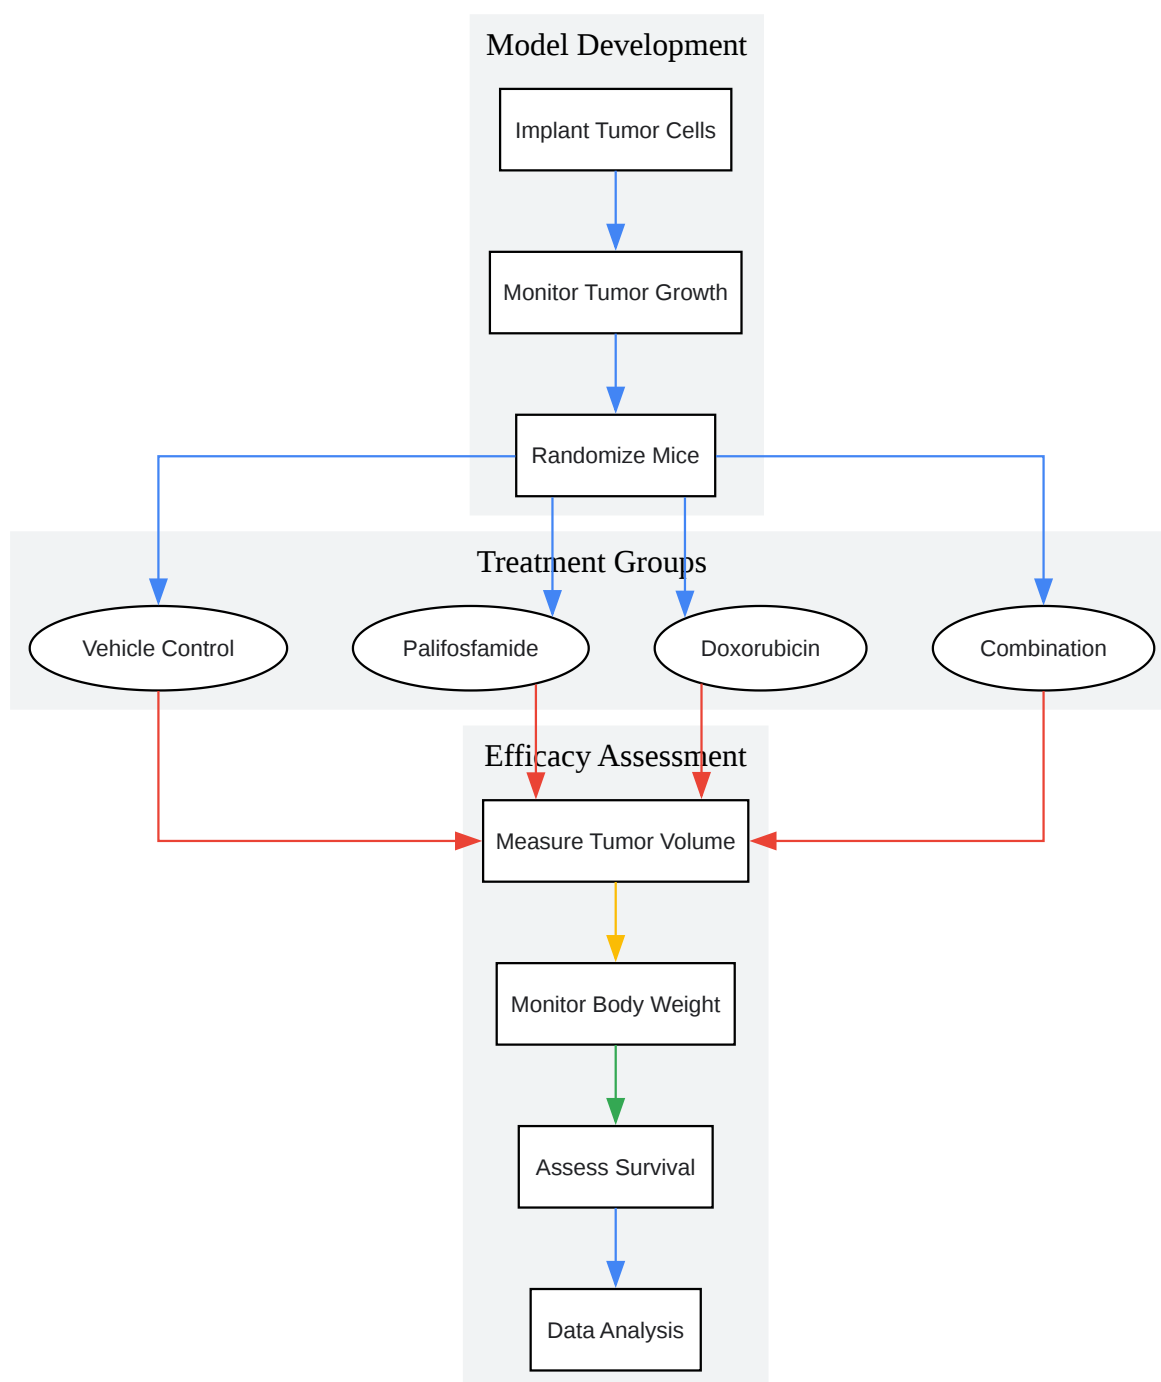 Model Development
Implant Tumor Cells
Monitor Tumor Growth
Randomize Mice
Treatment Groups
Vehicle Control
Palifosfamide
Doxorubicin
Combination
Efficacy Assessment
Measure Tumor Volume
Monitor Body Weight
Assess Survival
Data Analysis